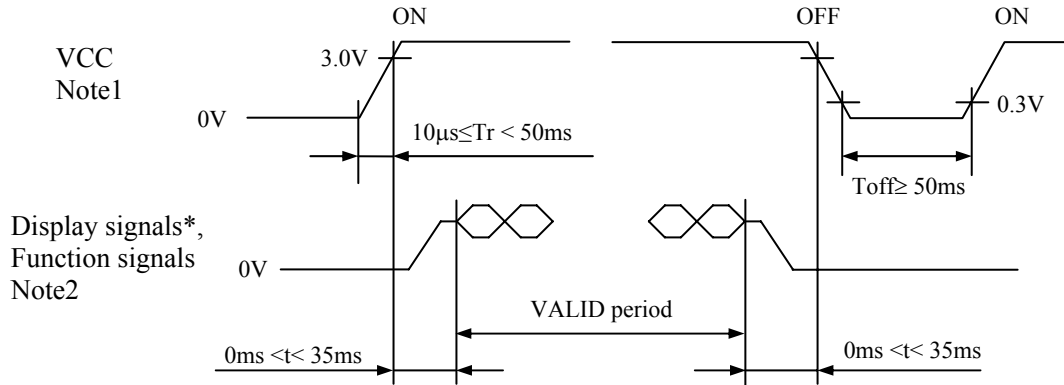 ON
OFF
ON
VCC
Note1
3.0V
0V
0.3V
10µs≤Tr < 50ms
Toff≥ 50ms
Display signals*,
Function signals
Note2
0V
VALID period
0ms <t< 35ms
0ms <t< 35ms